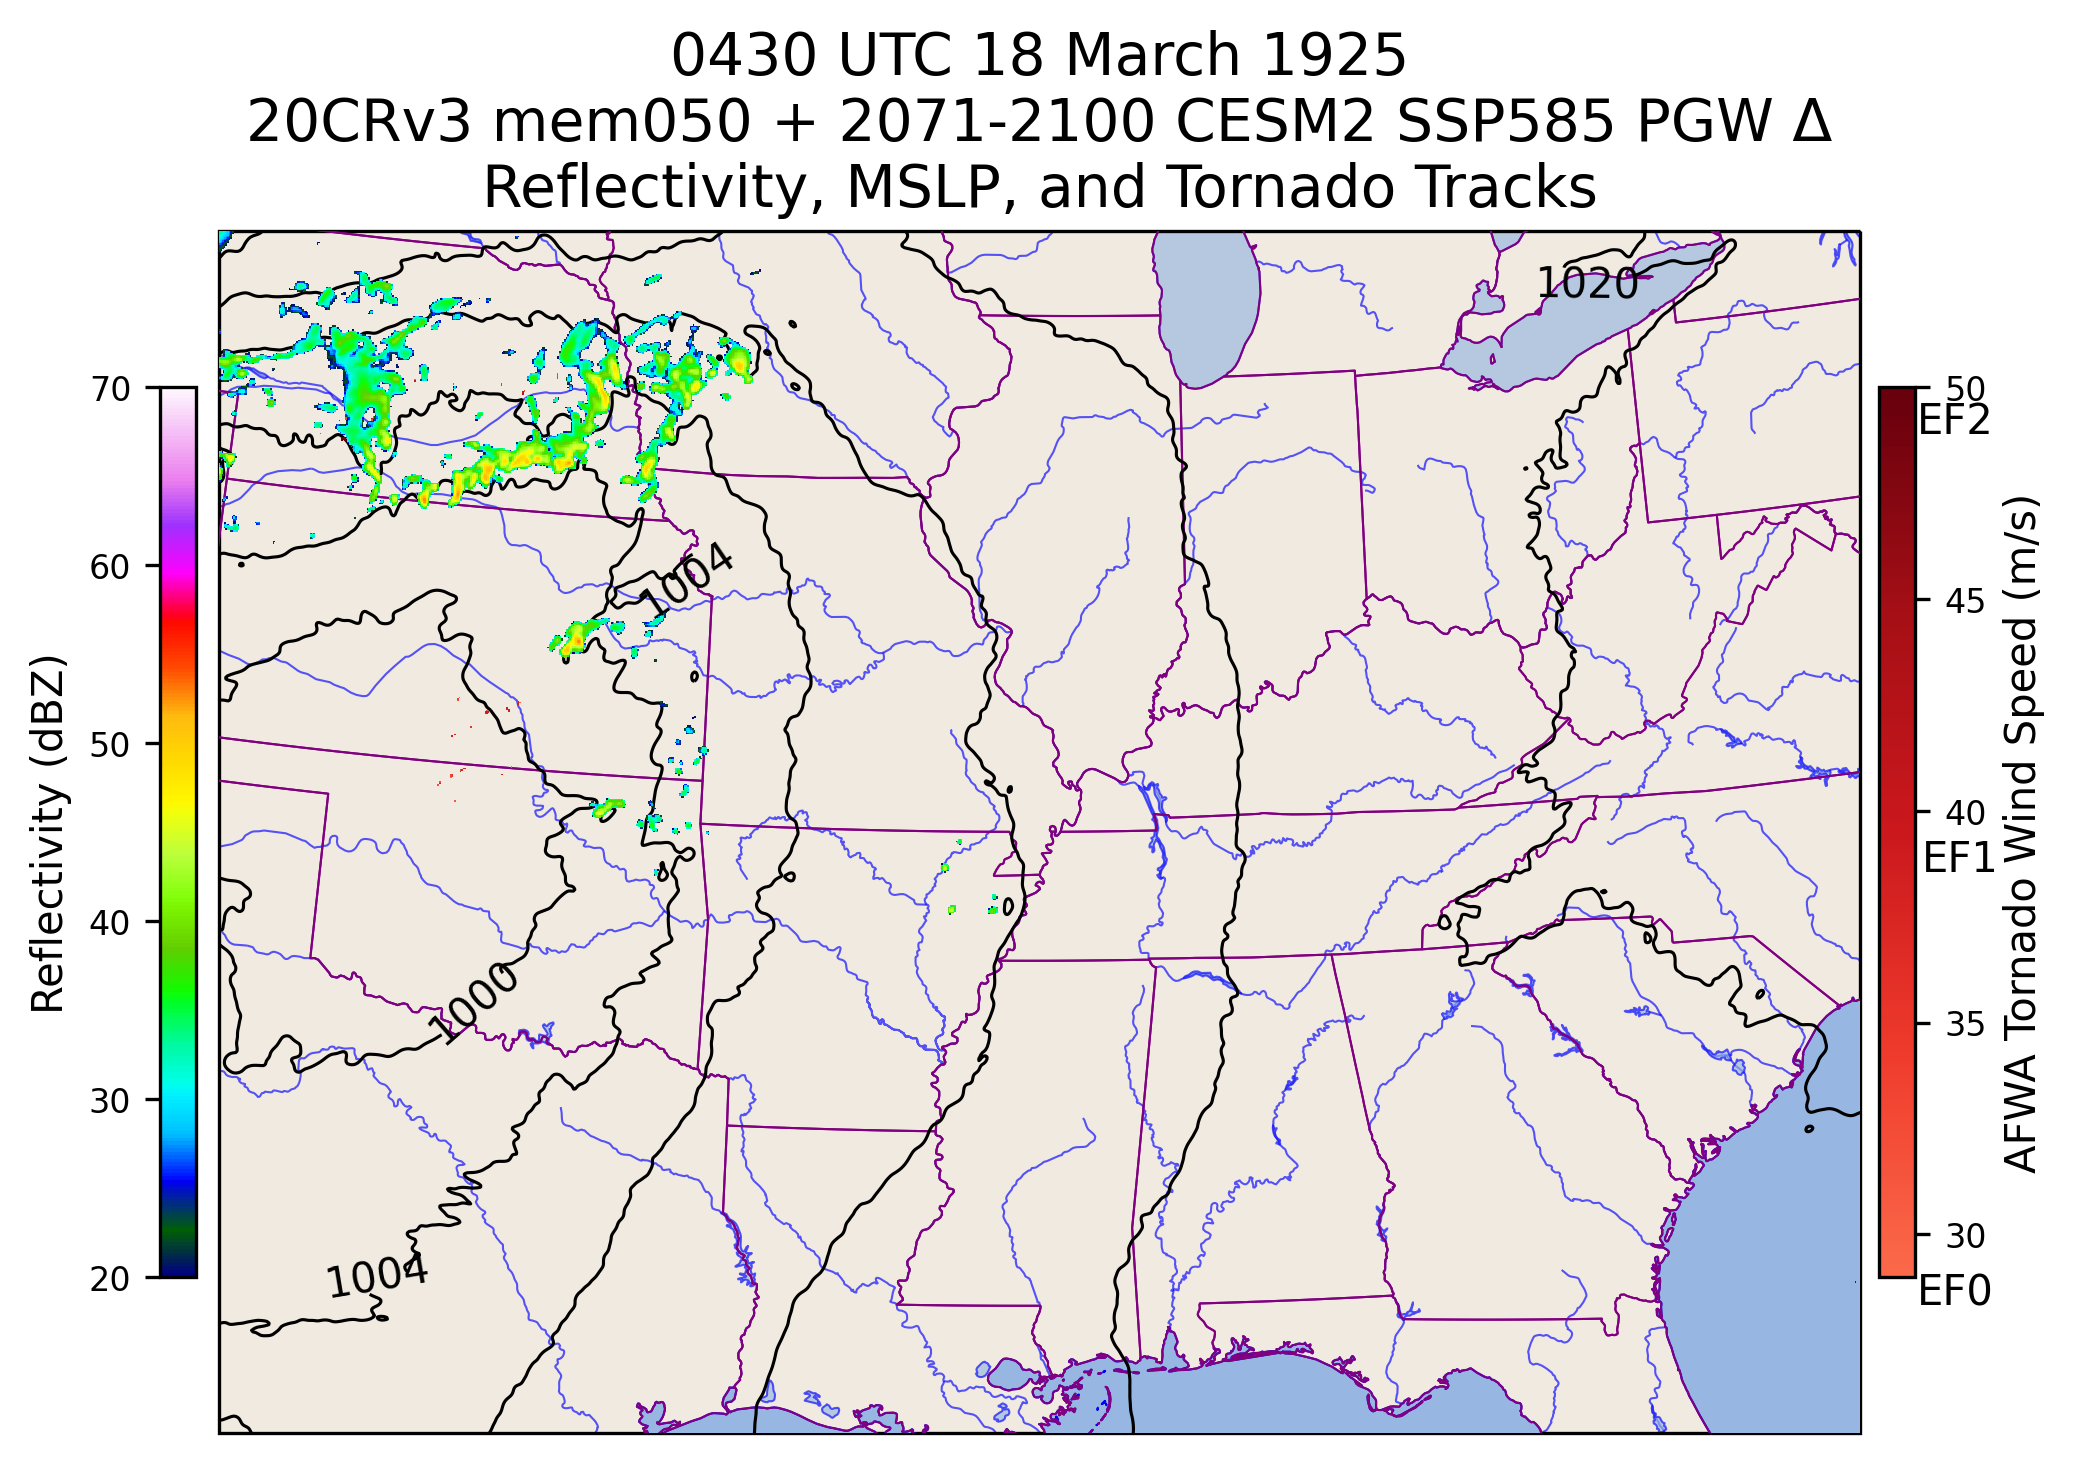 0430 UTC 18 March 1925
20CRv3 mem050 + 2071-2100 CESM2 SSP585 PGW Δ
Reflectivity, MSLP, and Tornado Tracks
Reflectivity (dBZ)
70
60
50
40
30
20
1020
1004
1000
1004
50
EF2
45
40
EF1
35
30
EF0
AFWA Tornado Wind Speed (m/s)